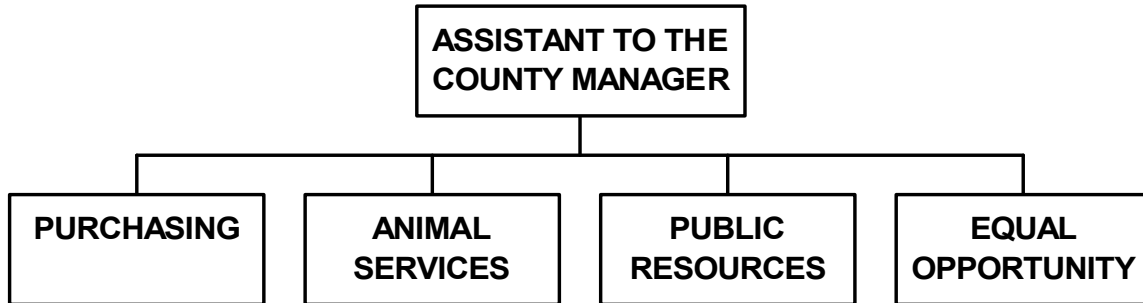 ASSISTANT TO THE
COUNTY MANAGER
PURCHASING
ANIMAL
SERVICES
PUBLIC
RESOURCES
EQUAL
OPPORTUNITY